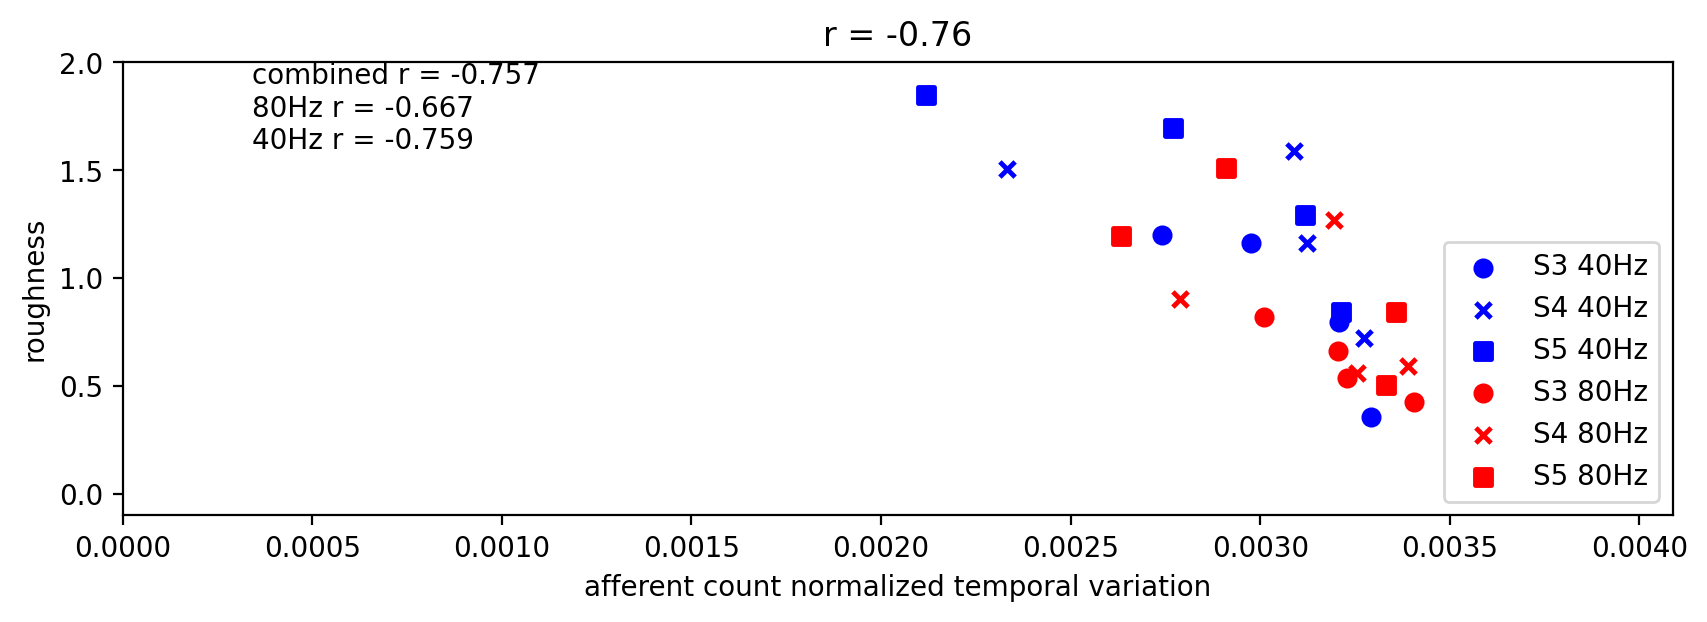 r = -0.76
combined r = -0.757
80Hz r = -0.667
40Hz r = -0.759
roughness
2.0
1.5
1.0
0.5
0.0
S3 40Hz
S4 40Hz
S5 40Hz
S3 80Hz
S4 80Hz
S5 80Hz
0.0000 0.0005 0.0010 0.0015 0.0020 0.0025 0.0030 0.0035 0.0040
afferent count normalized temporal variation